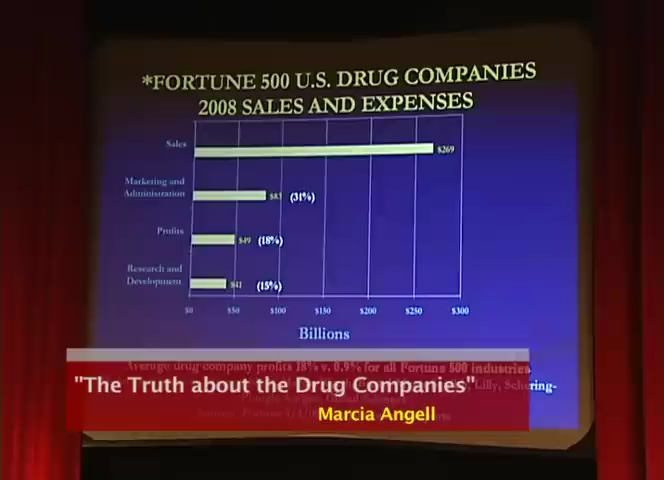 *FORTUNE 500 U.S. DRUG COMPANIES
2008 SALES AND EXPENSES
Sales
$269
Marketing and
Administration
$83 (31%)
Profits
$49 (18%)
Research and
Development
$41 (15%)
$0 $50 $100 $150 $200 $250 $300
Billions
Average drug company profits 18% v. 0.9% for all Fortune 500 industries
Lilly, Schering-
"The Truth about the Drug Companies"
Marcia Angell